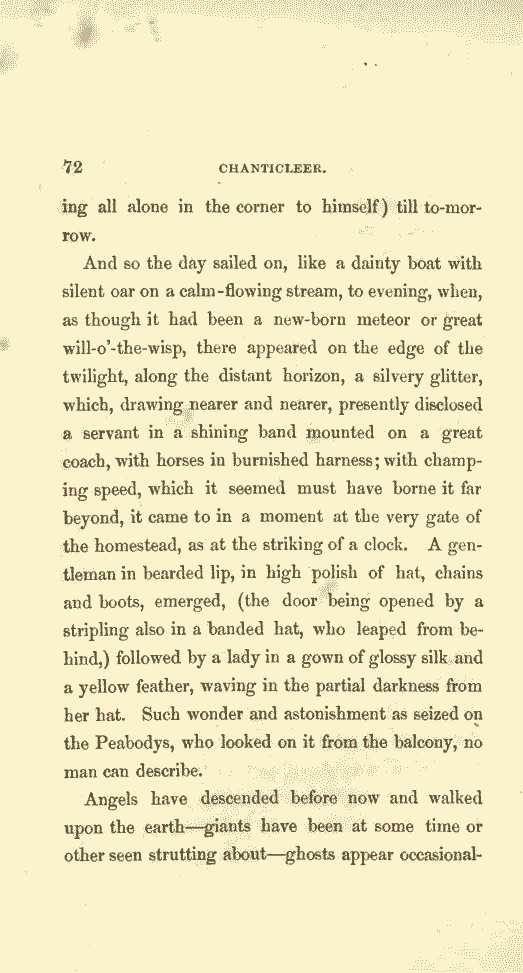 72 CHANTICLEER.
ing all alone in the corner to himself) till to-mor-
row.
And so the day sailed on, like a dainty boat with
silent oar on a calm-flowing stream, to evening, when,
as though it had been a new-born meteor or great
will-o'-the-wisp, there appeared on the edge of the
twilight, along the distant horizon, a silvery glitter,
which, drawing nearer and nearer, presently disclosed
a servant in a shining band mounted on a great
coach, with horses in burnished harness; with champ-
ing speed, which it seemed must have borne it far
beyond, it came to in a moment at the very gate of
the homestead, as at the striking of a clock. A gen-
tleman in bearded lip, in high polish of hat, chains
and boots, emerged, (the door being opened by a
stripling also in a banded hat, who leaped from be-
hind,) followed by a lady in a gown of glossy silk and
a yellow feather, waving in the partial darkness from
her hat. Such wonder and astonishment as seized on
the Peabodys, who looked on it from the balcony, no
man can describe.
Angels have descended before now and walked
upon the earth—giants have been at some time or
other seen strutting about—ghosts appear occasional-